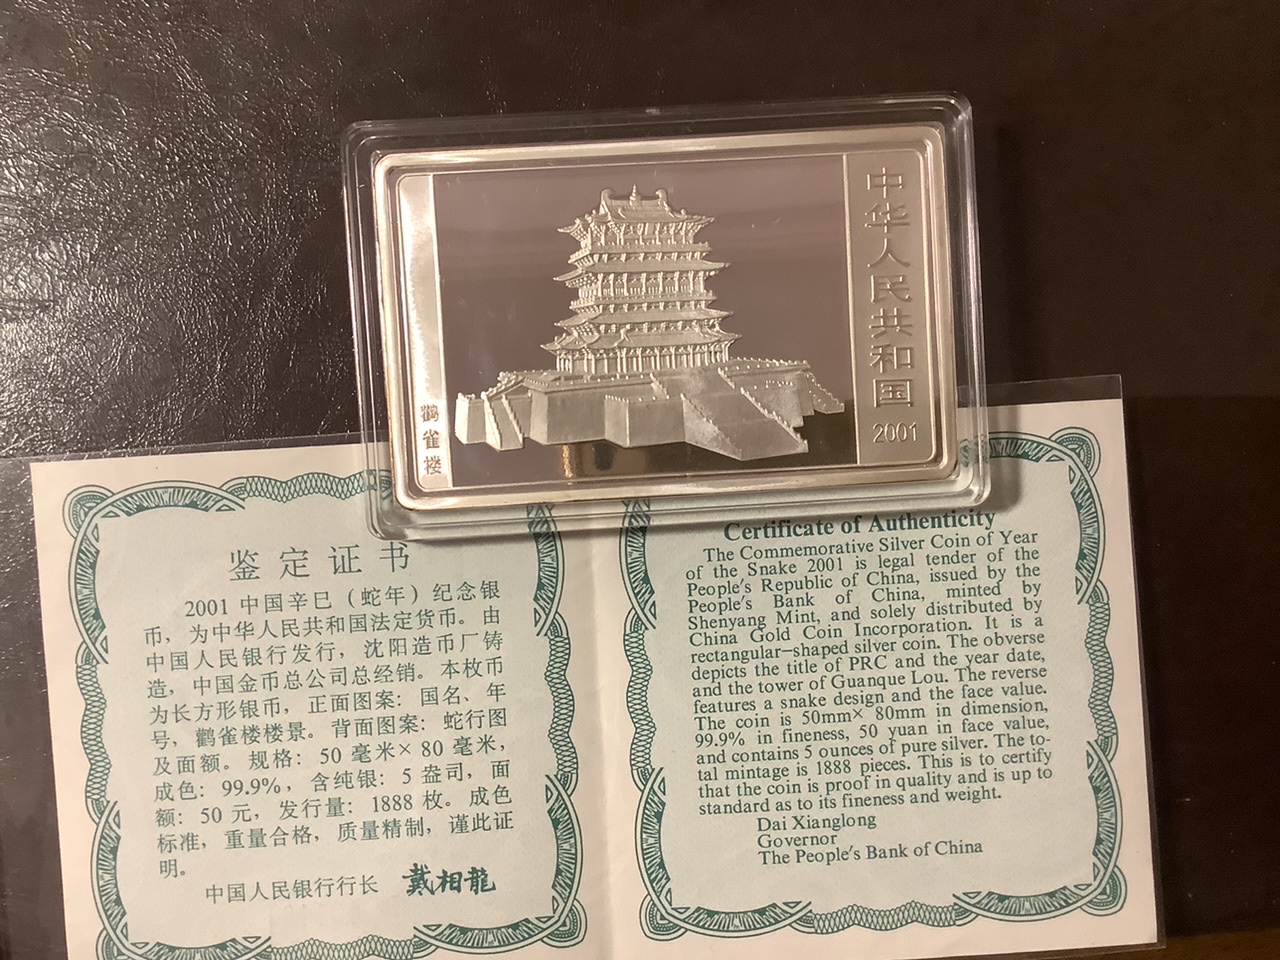 中华人民共和国
2001
鹳雀楼
鉴定证书
2001 中国辛巳（蛇年）纪念银
币，为中华人民共和国法定货币。由
中国人民银行发行，沈阳造币厂铸
造，中国金币总公司总经销。本枚币
为长方形银币，正面图案：国名、年
号，鹳雀楼楼景。背面图案：蛇行图
及面额。规格：50 毫米×80 毫米，
成色：99.9%，含纯银：5 盎司，面
额：50 元，发行量：1888 枚。成色
标准，重量合格，质量精制，谨此证
明。
中国人民银行行长 戴相龍
Certificate of Authenticity
The Commemorative Silver Coin of Year
of the Snake 2001 is legal tender of the
People's Republic of China, issued by the
People's Bank of China, minted by
Shenyang Mint, and solely distributed by
China Gold Coin Incorporation. It is a
rectangular-shaped silver coin. The obverse
depicts the title of PRC and the year date,
and the tower of Guanque Lou. The reverse
features a snake design and the face value.
The coin is 50mm× 80mm in dimension,
99.9% in fineness, 50 yuan in face value,
and contains 5 ounces of pure silver. The to-
tal mintage is 1888 pieces. This is to certify
that the coin is proof in quality and is up to
standard as to its fineness and weight.
Dai Xianglong
Governor
The People's Bank of China